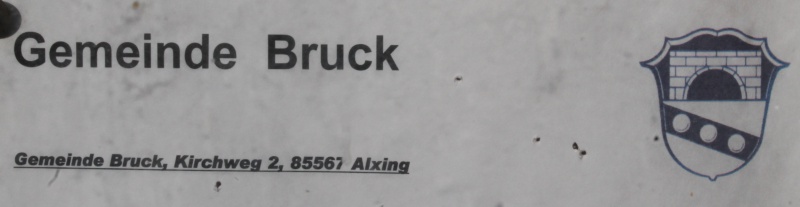 Gemeinde Bruck
Gemeinde Bruck, Kirchweg 2, 85567 Alxing